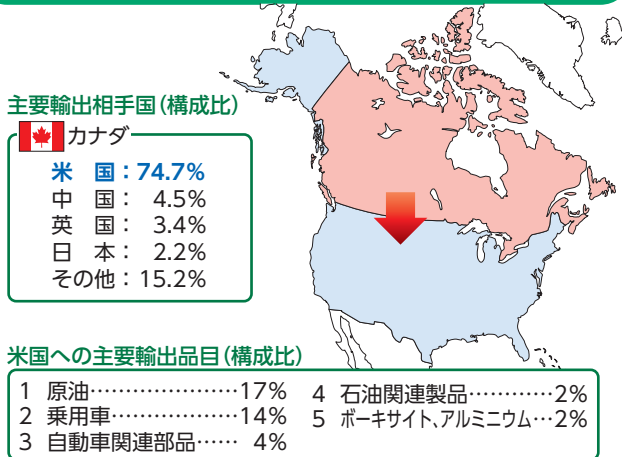 主要輸出相手国(構成比)
カナダ
米　国：74.7%
中　国： 4.5%
英　国： 3.4%
日　本： 2.2%
その他：15.2%
米国への主要輸出品目(構成比)
1 原油…………………17%
2 乗用車………………14%
3 自動車関連部品…… 4%
4 石油関連製品…………2%
5 ボーキサイト、アルミニウム…2%